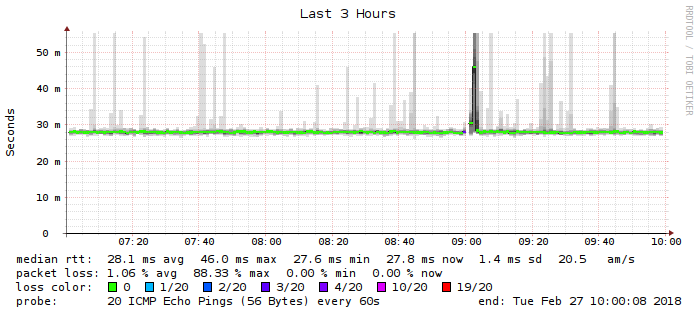 Last 3 Hours
RRDTOOL / TOBI OETIKER
Seconds
50 m
40 m
30 m
20 m
10 m
0
07:20 07:40 08:00 08:20 08:40 09:00 09:20 09:40 10:00
median rtt: 28.1 ms avg 46.0 ms max 27.6 ms min 27.8 ms now 1.4 ms sd 20.5 am/s
packet loss: 1.06 % avg 88.33 % max 0.00 % min 0.00 % now
loss color: 0 1/20 2/20 3/20 4/20 10/20 19/20
probe: 20 ICMP Echo Pings (56 Bytes) every 60s end: Tue Feb 27 10:00:08 2018